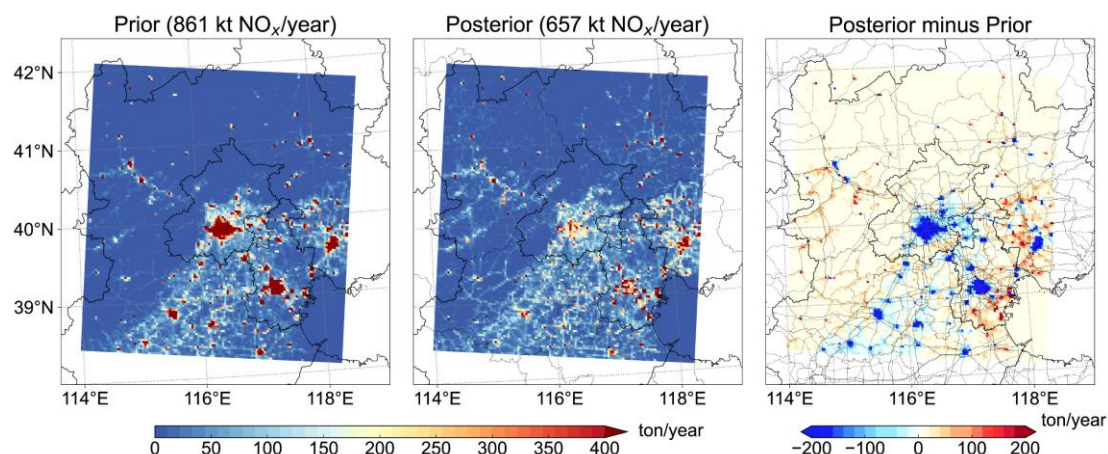 Prior (861 kt NOₓ/year)
Posterior (657 kt NOₓ/year)
Posterior minus Prior
42°N
41°N
40°N
39°N
114°E 116°E 118°E
114°E 116°E 118°E
114°E 116°E 118°E
ton/year
0 50 100 150 200 250 300 350 400
ton/year
−200 −100 0 100 200